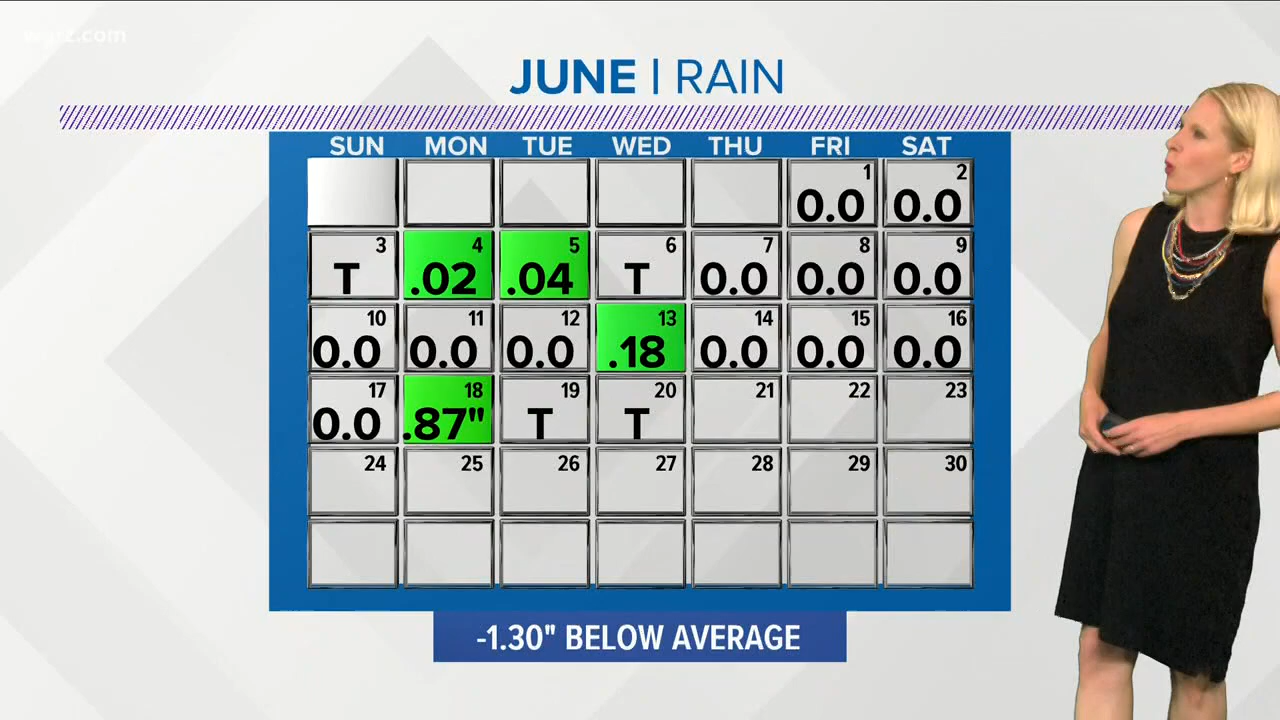 wgrz.com
JUNE | RAIN
SUN MON TUE WED THU FRI SAT
1 2
0.0 0.0
3 4 5 6 7 8 9
T .02 .04 T 0.0 0.0 0.0
10 11 12 13 14 15 16
0.0 0.0 0.0 .18 0.0 0.0 0.0
17 18 19 20 21 22 23
0.0 .87" T T
24 25 26 27 28 29 30
-1.30" BELOW AVERAGE